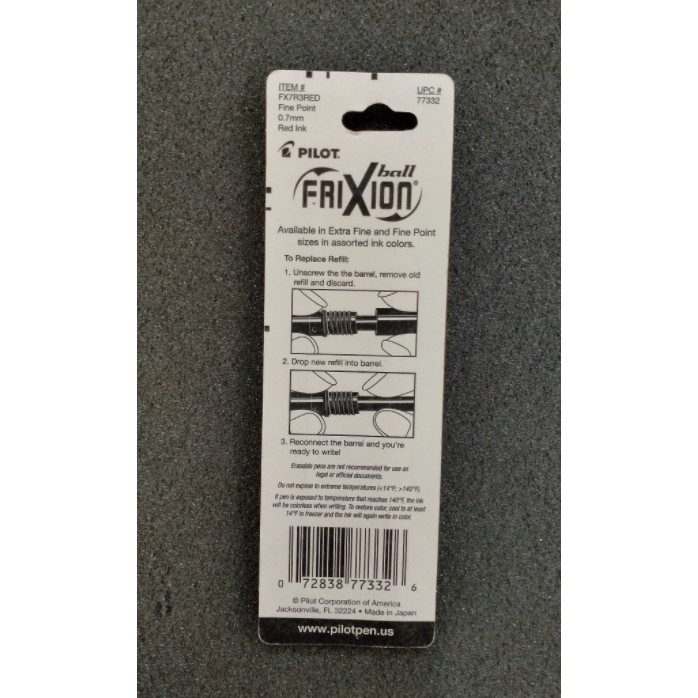 ITEM #
FX7R3RED
Fine Point
0.7mm
Red Ink
UPC #
77332
PILOT
ball
FRIXION®
Available in Extra Fine and Fine Point
sizes in assorted ink colors.
To Replace Refill:
1. Unscrew the the barrel, remove old
refill and discard.
2. Drop new refill into barrel.
3. Reconnect the barrel and you're
ready to write!
Erasable pens are not recommended for use on
legal or official documents.
Do not expose to extreme temperatures (<14°F, >140°F).
If pen is exposed to temperature that reaches 140°F, the ink
will be colorless when writing. To restore color, cool to at least
14°F in freezer and the ink will again write in color.
0 72838 77332 6
© Pilot Corporation of America
Jacksonville, FL 32224 • Made in Japan
www.pilotpen.us